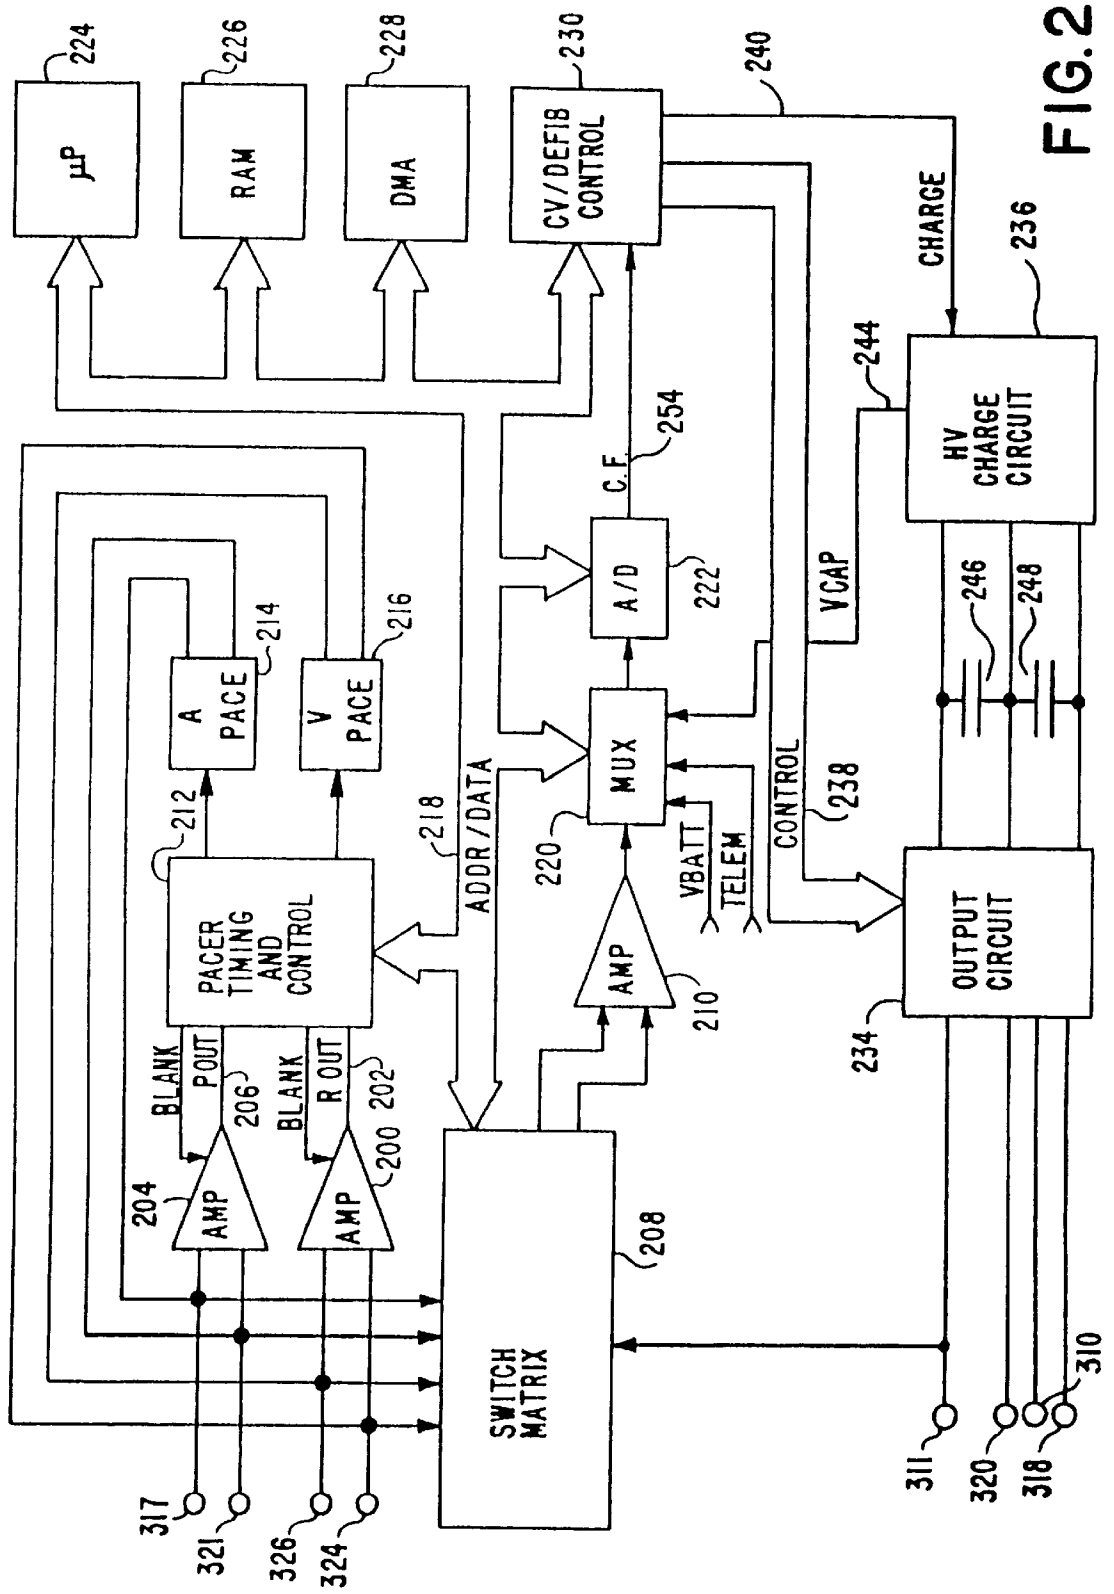 317
321
326
324
204
AMP
BLANK
POUT
206
AMP
200
BLANK
R OUT
202
PACER
TIMING
AND
CONTROL
212
A
PACE
214
V
PACE
216
218
ADDR/DATA
μP
224
RAM
226
DMA
228
CV/DEFIB
CONTROL
230
SWITCH
MATRIX
208
AMP
210
MUX
220
VBATT
TELEM
A/D
222
C.F.
254
CONTROL
238
VCAP
244
240
CHARGE
HV
CHARGE
CIRCUIT
236
246
248
OUTPUT
CIRCUIT
234
311
320
310
318
FIG. 2